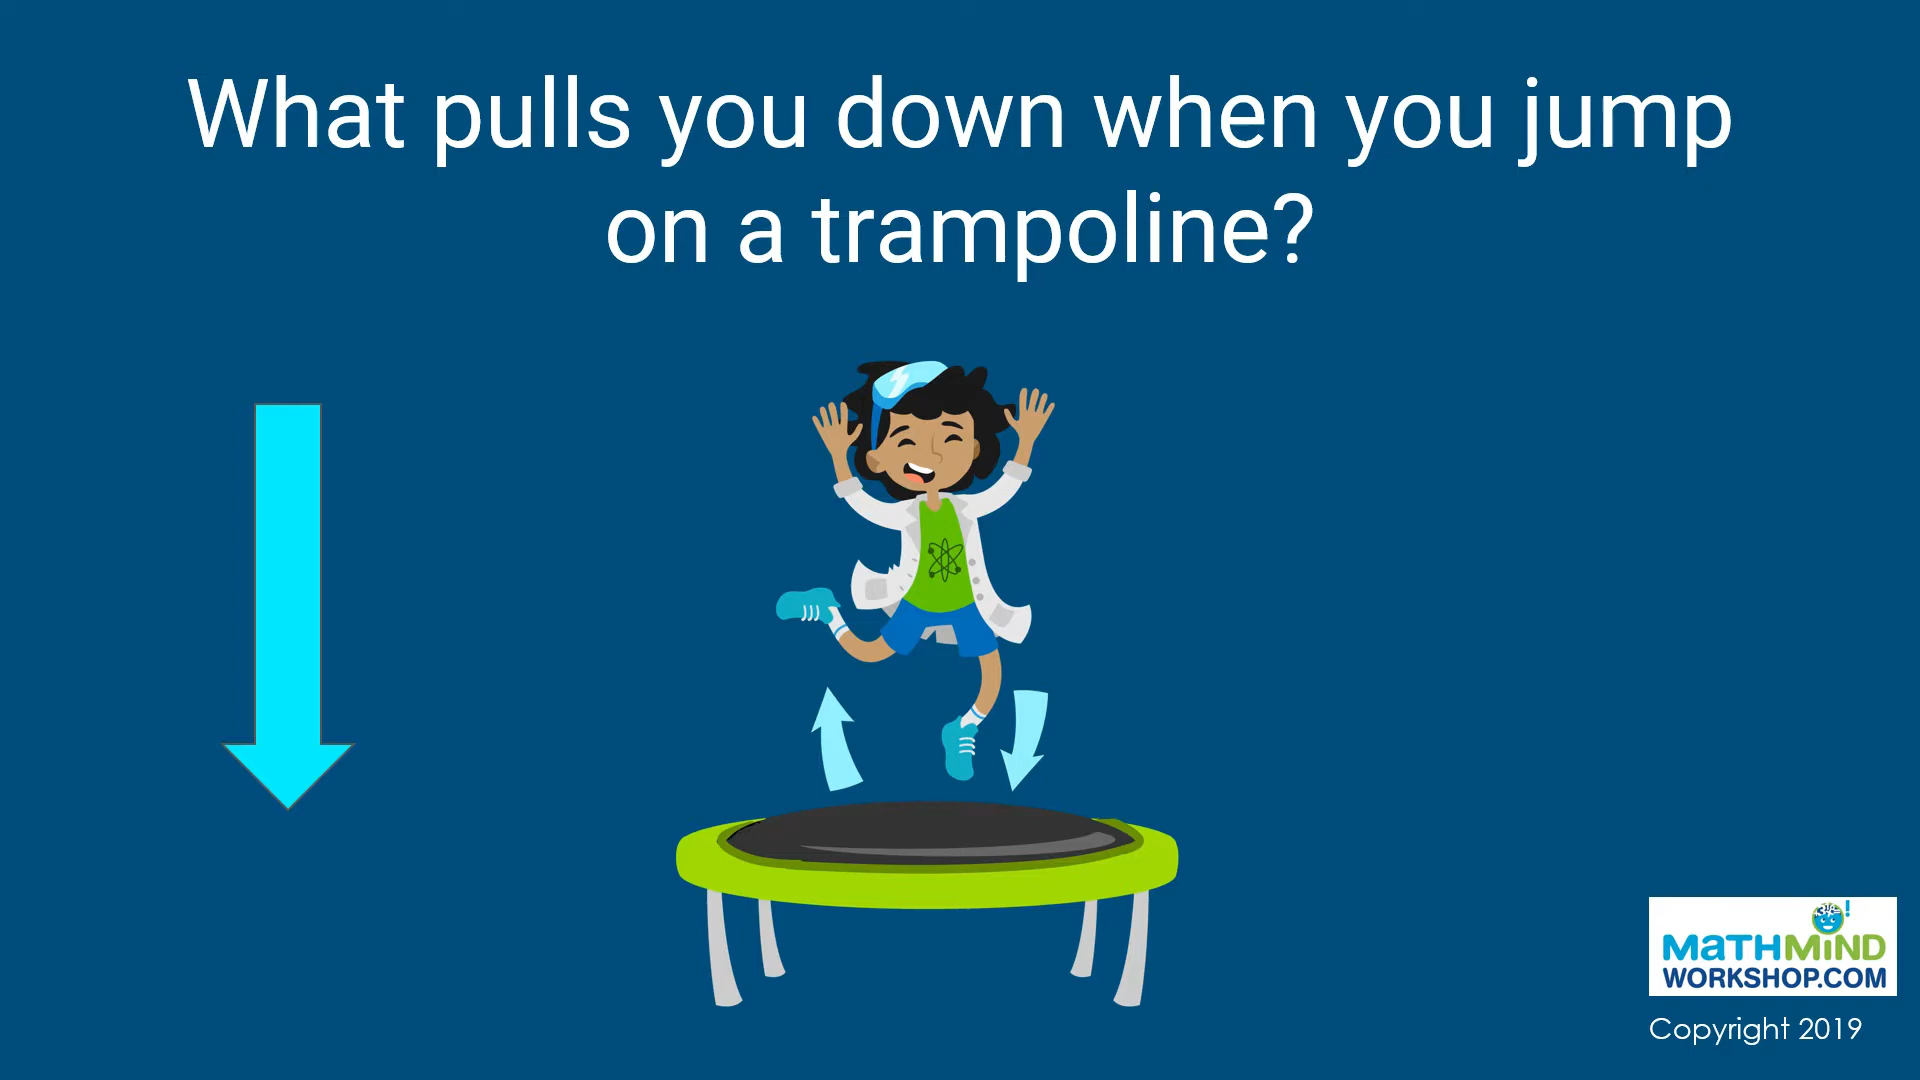 What pulls you down when you jump
on a trampoline?
MaTHMiND
WORKSHOP.COM
Copyright 2019